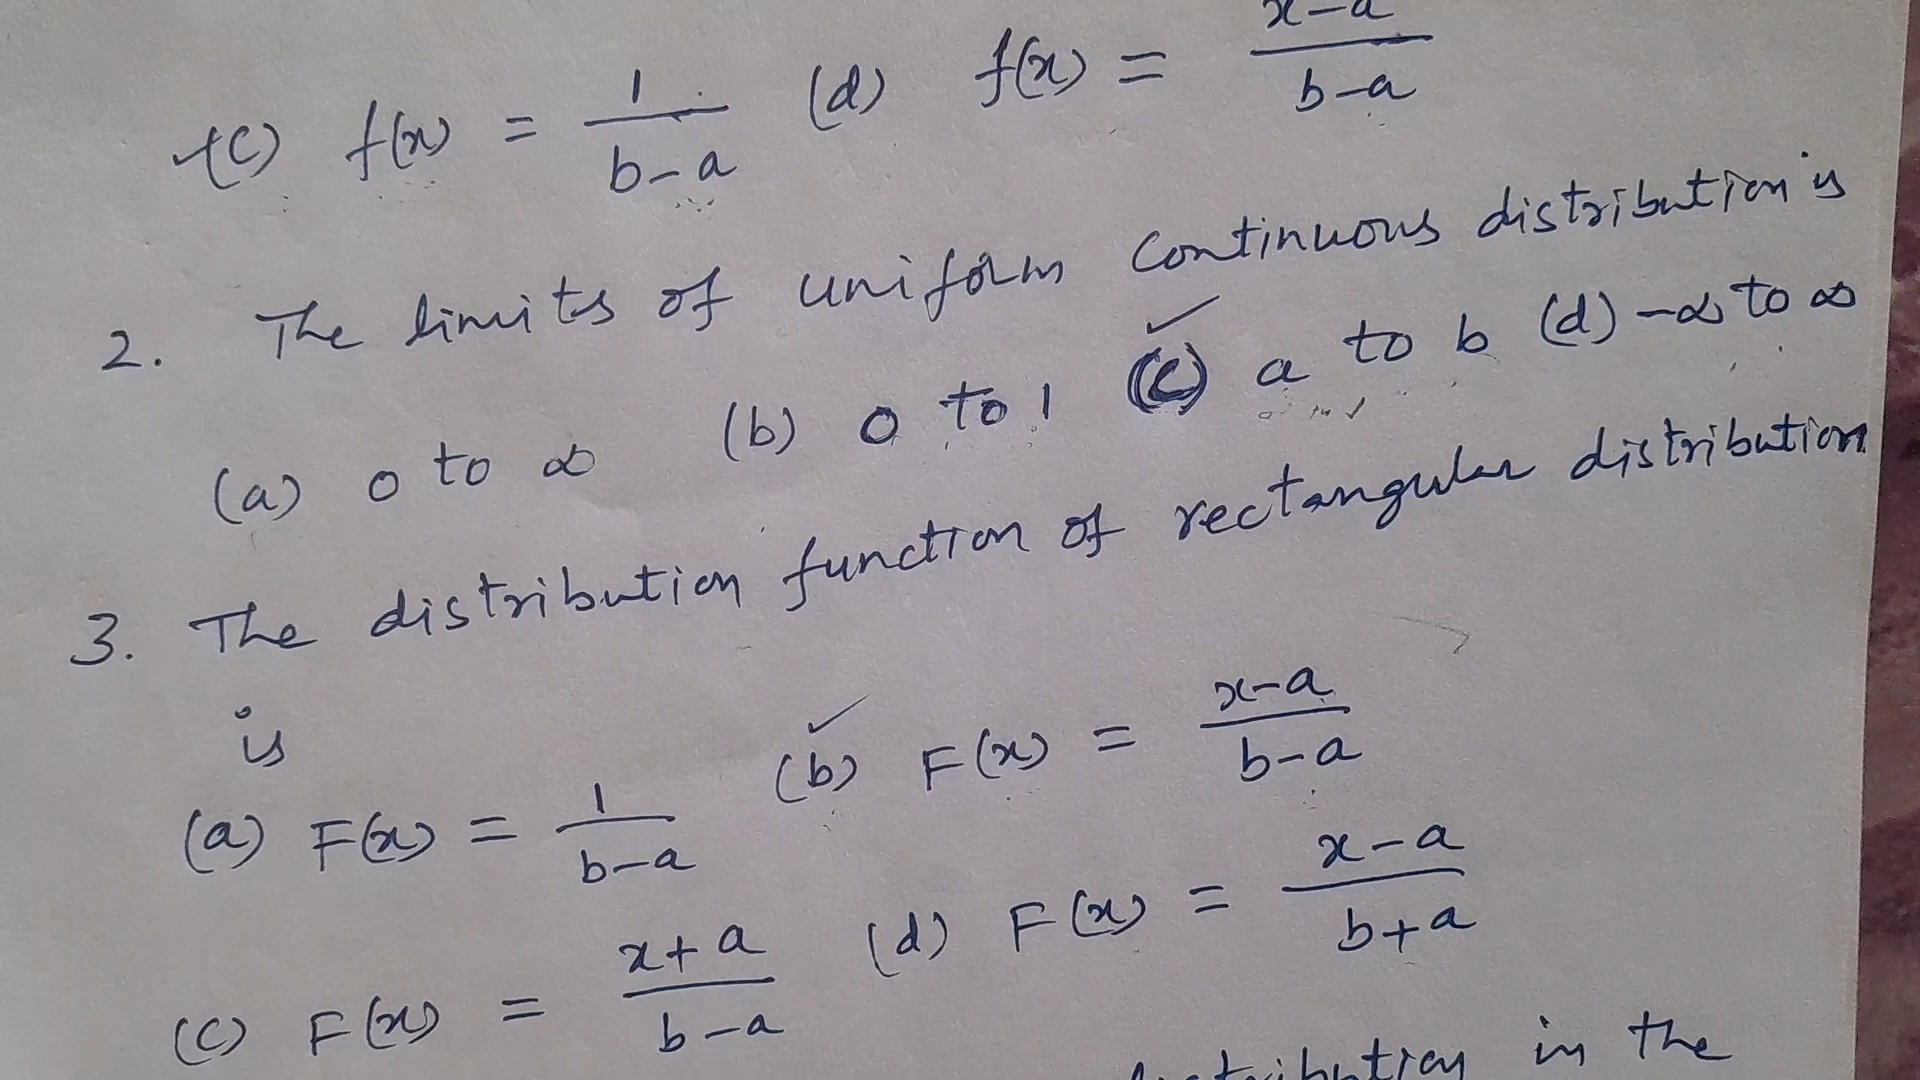 (c) f(x) = 1/(b-a) (d) f(x) = (x-a)/(b-a)
2. The limits of uniform continuous distribution is
(a) 0 to ∞ (b) 0 to 1 (c) ✓ a to b (d) -∞ to ∞
3. The distribution function of rectangular distribution
is
(a) F(x) = 1/(b-a) (b) ✓ F(x) = (x-a)/(b-a)
(c) F(x) = (x+a)/(b-a) (d) F(x) = (x-a)/(b+a)
distribution in the